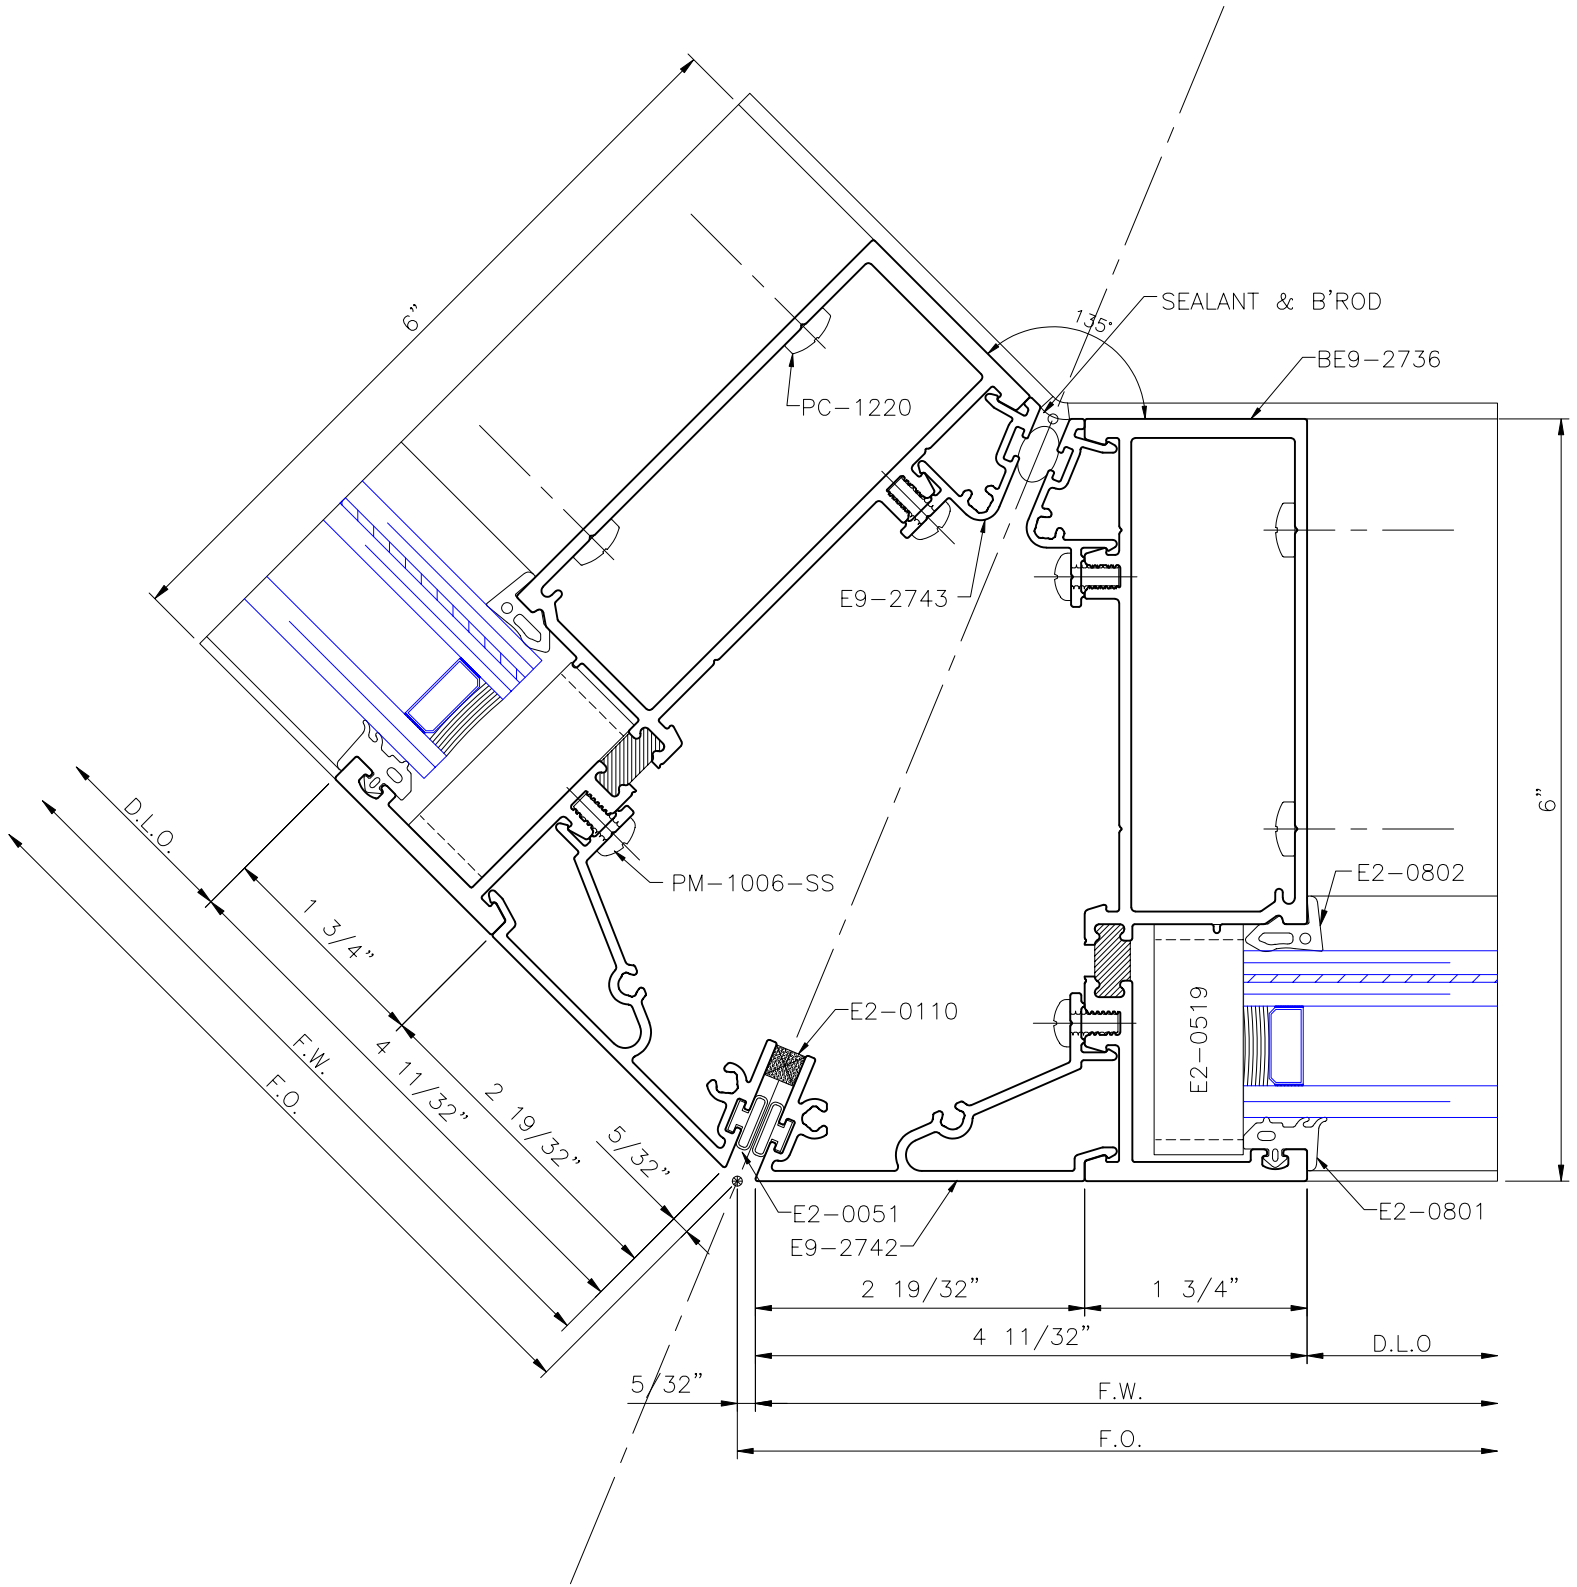 SEALANT & B'ROD
135°
6"
BE9-2736
PC-1220
E9-2743
6"
E2-0802
PM-1006-SS
D.L.O.
1 3/4"
E2-0519
E2-0110
F.W.
4 11/32"
2 19/32"
F.O.
5/32"
E2-0051
E2-0801
E9-2742
2 19/32"
1 3/4"
4 11/32"
D.L.O
5/32"
F.W.
F.O.